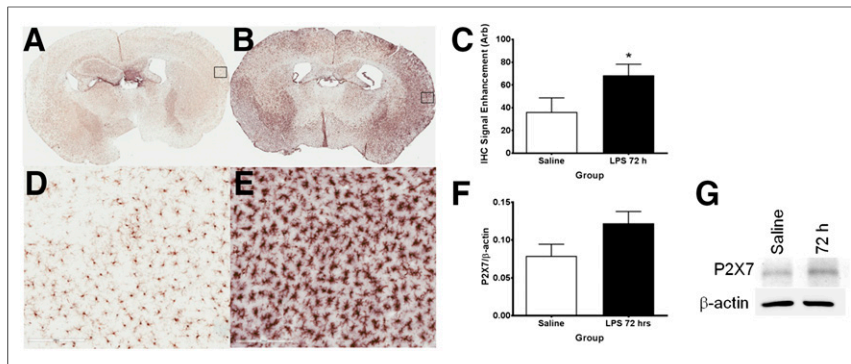 A
B
C
IHC Signal Enhancement (Arb)
100
80
60
40
20
0
*
Saline
LPS 72 h
Group
D
E
F
P2X7/β-actin
0.15
0.10
0.05
0.00
Saline
LPS 72 hrs
Group
G
Saline
72 h
P2X7
β-actin